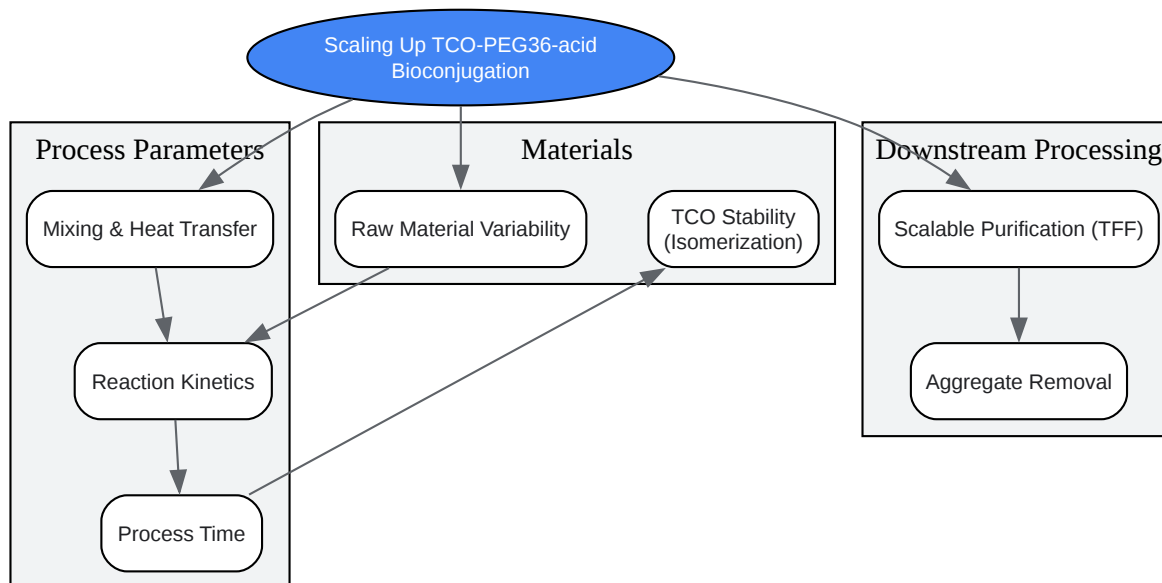 Scaling Up TCO-PEG36-acid
Bioconjugation
Process Parameters
Materials
Downstream Processing
Mixing & Heat Transfer
Raw Material Variability
TCO Stability
(Isomerization)
Scalable Purification (TFF)
Reaction Kinetics
Aggregate Removal
Process Time